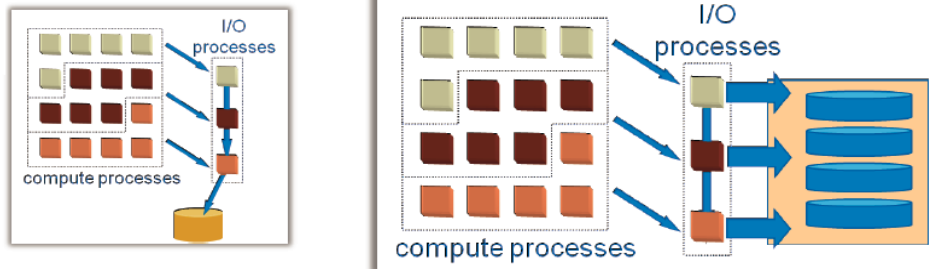 I/O
processes
compute processes
I/O
processes
compute processes